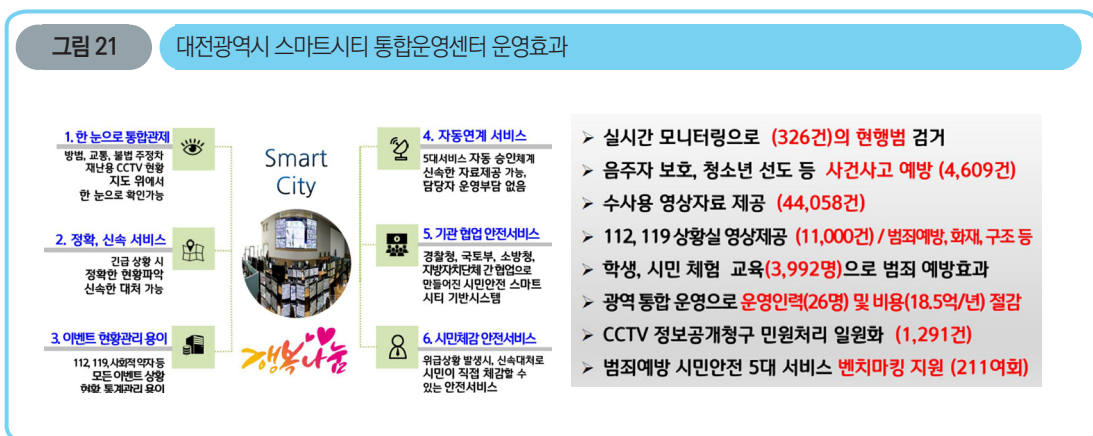 그림 21
대전광역시 스마트시티 통합운영센터 운영효과
1. 한 눈으로 통합관제
방범, 교통, 불법 주정차
재난용 CCTV 현황
지도 위에서
한 눈으로 확인가능
2. 정확, 신속 서비스
긴급 상황 시
정확한 현황파악
신속한 대처 가능
3. 이벤트 현황관리 용이
112, 119,사회적 약자 등
모든 이벤트 상황
현황 통계관리 용이
Smart
City
행복나눔
4. 자동연계 서비스
5대서비스 자동 승인체계
신속한 자료제공 가능,
담당자 운영부담 없음
5. 기관 협업 안전서비스
경찰청, 국토부, 소방청,
지방자치단체 간 협업으로
만들어진 시민안전 스마트
시티 기반시스템
6. 시민체감 안전서비스
위급상황 발생시, 신속대처로
시민이 직접 체감할 수
있는 안전서비스
➢ 실시간 모니터링으로 (326건)의 현행범 검거
➢ 음주자 보호, 청소년 선도 등 사건사고 예방 (4,609건)
➢ 수사용 영상자료 제공 (44,058건)
➢ 112, 119 상황실 영상제공 (11,000건) / 범죄예방, 화재, 구조 등
➢ 학생, 시민 체험 교육(3,992명)으로 범죄 예방효과
➢ 광역 통합 운영으로 운영인력(26명) 및 비용(18.5억/년) 절감
➢ CCTV 정보공개청구 민원처리 일원화 (1,291건)
➢ 범죄예방 시민안전 5대 서비스 벤치마킹 지원 (211여회)